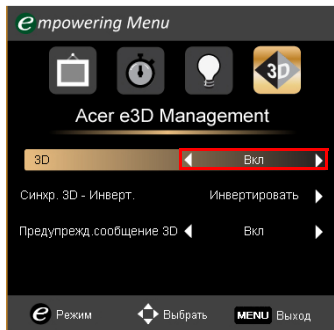 e mpowering Menu
3D
Acer e3D Management
3D Вкл
Синхр. 3D - Инверт. Инвертировать
Предупрежд.сообщение 3D Вкл
e Режим Выбрать MENU Выход